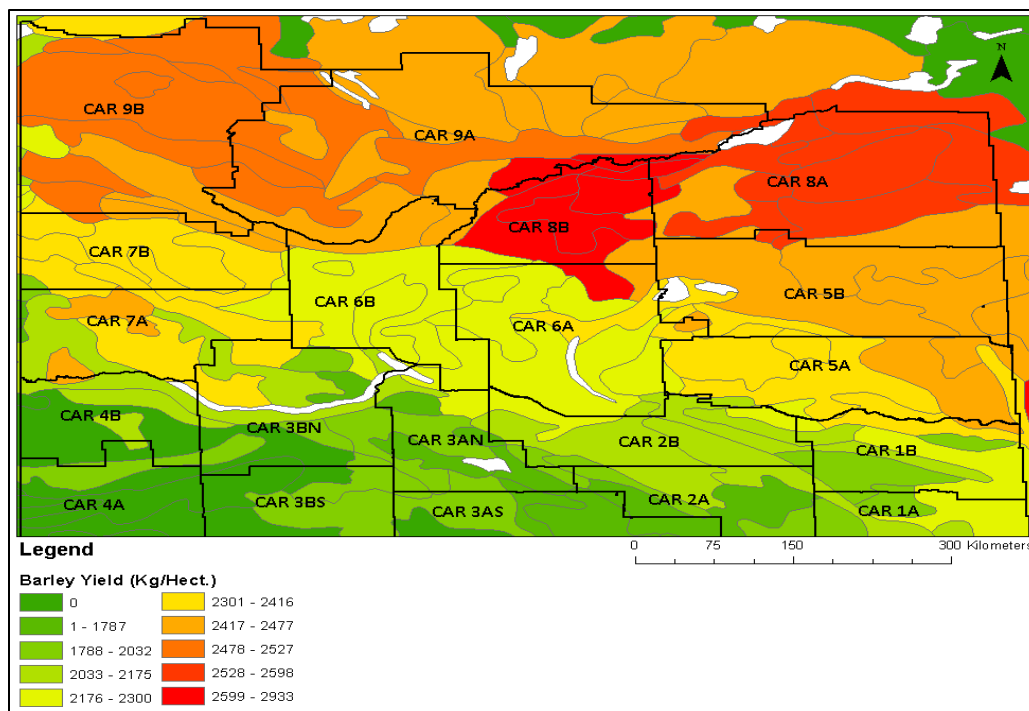 N
CAR 9B
CAR 9A
CAR 8A
CAR 8B
CAR 7B
CAR 5B
CAR 6B
CAR 7A
CAR 6A
CAR 5A
CAR 4B
CAR 3BN
CAR 3AN
CAR 2B
CAR 1B
CAR 4A
CAR 3BS
CAR 3AS
CAR 2A
CAR 1A
Legend
0 75 150 300 Kilometers
Barley Yield (Kg/Hect.)
0
1 - 1787
1788 - 2032
2033 - 2175
2176 - 2300
2301 - 2416
2417 - 2477
2478 - 2527
2528 - 2598
2599 - 2933